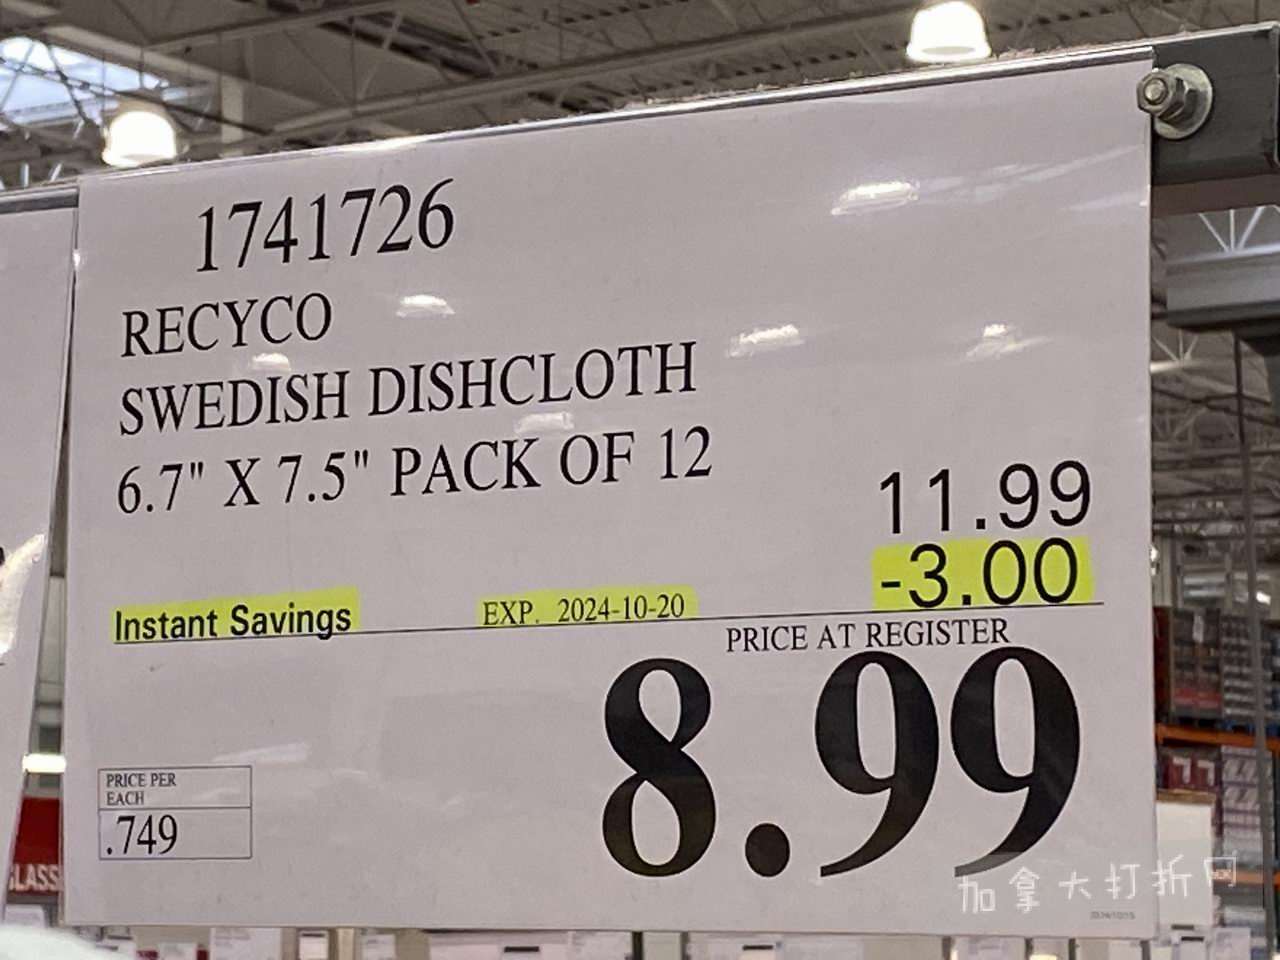 1741726
RECYCO
SWEDISH DISHCLOTH
6.7" X 7.5" PACK OF 12
11.99
-3.00
Instant Savings EXP. 2024-10-20
PRICE AT REGISTER
8.99
PRICE PER
EACH
.749
LASS
加拿大打折网